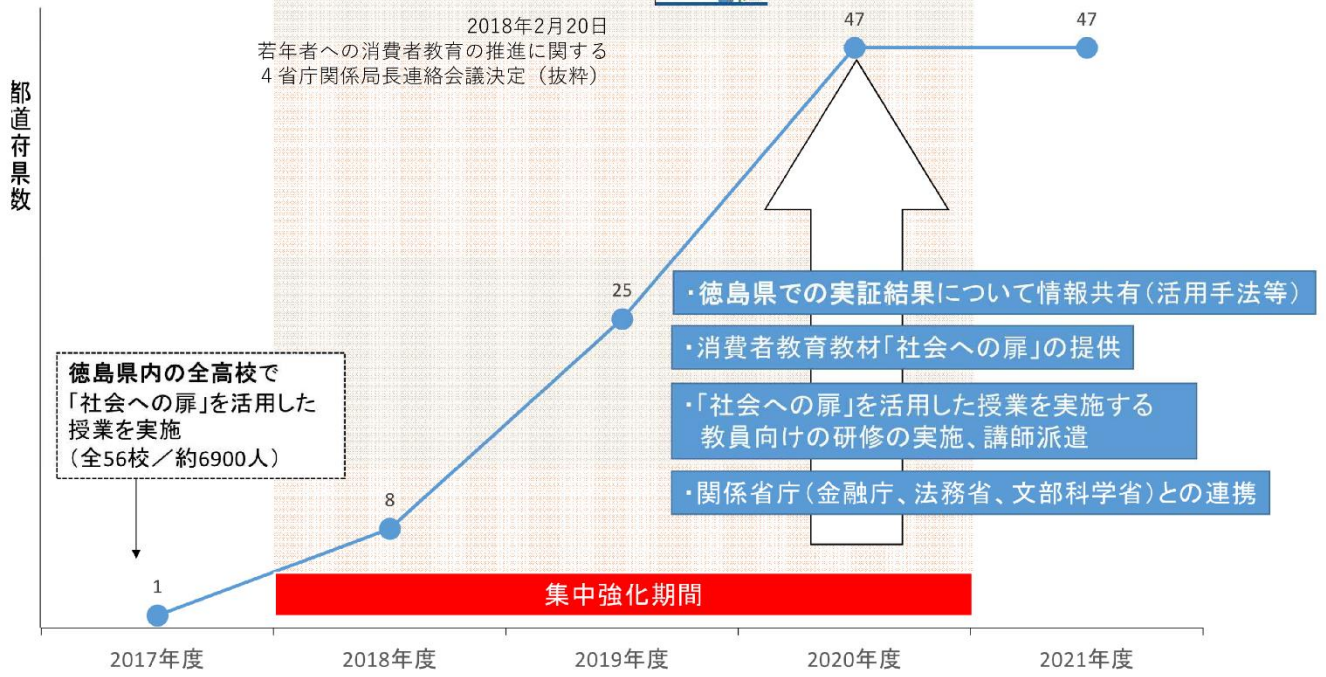 2018年2月20日
若年者への消費者教育の推進に関する
４省庁関係局長連絡会議決定（抜粋）
都道府県数
47
47
25
8
1
徳島県内の全高校で
「社会への扉」を活用した
授業を実施
（全56校／約6900人）
・徳島県での実証結果について情報共有（活用手法等）
・消費者教育教材「社会への扉」の提供
・「社会への扉」を活用した授業を実施する
教員向けの研修の実施、講師派遣
・関係省庁（金融庁、法務省、文部科学省）との連携
集中強化期間
2017年度
2018年度
2019年度
2020年度
2021年度